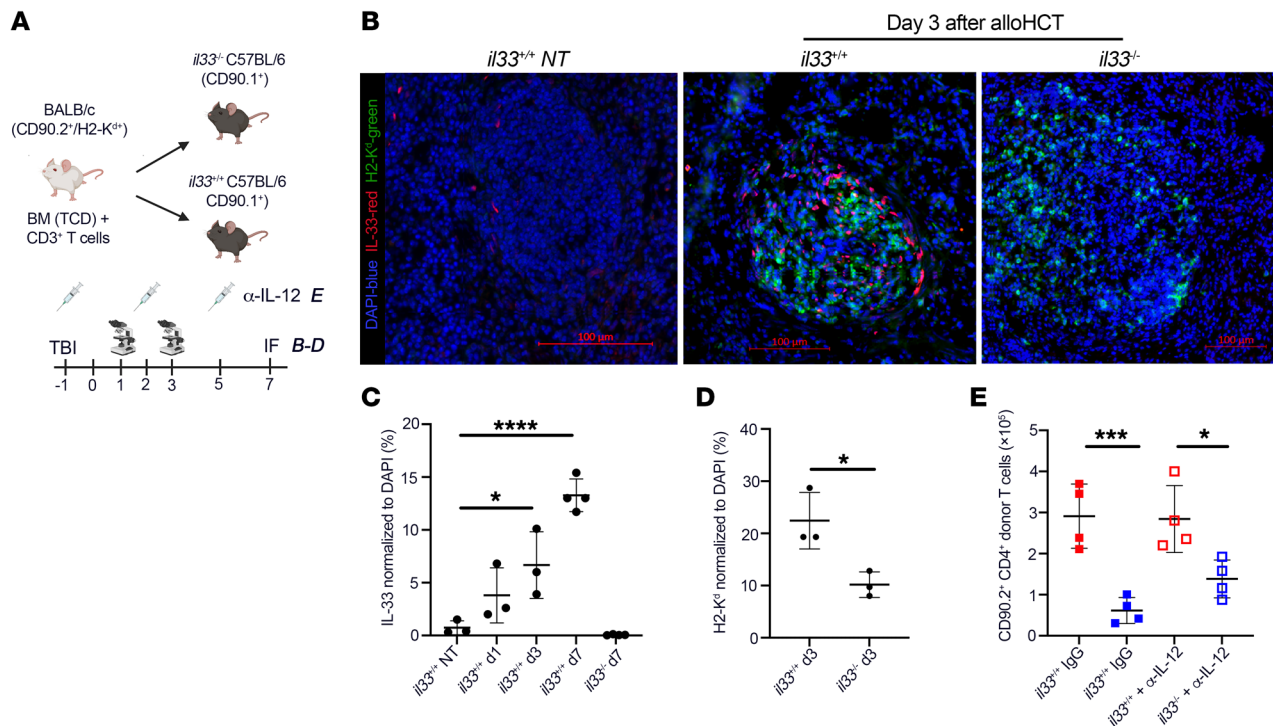 A
il33-/- C57BL/6
(CD90.1+)
BALB/c
(CD90.2+/H2-Kd+)
il33+/+ C57BL/6
CD90.1+)
BM (TCD) +
CD3+ T cells
α-IL-12 E
TBI
IF B-D
-1 0 1 2 3 5 7
B
Day 3 after alloHCT
il33+/+ NT
il33+/+
il33-/-
DAPI-blue IL-33-red H2-Kd-green
100 μm
100 μm
100 μm
C
IL-33 normalized to DAPI (%)
20
15
10
5
0
****
*
il33+/+ NT
il33+/+ d1
il33+/+ d3
il33+/+ d7
il33-/- d7
D
H2-Kd normalized to DAPI (%)
40
30
20
10
0
*
il33+/+ d3
il33-/- d3
E
CD90.2+ CD4+ donor T cells (×10⁵)
5
4
3
2
1
0
***
*
il33+/+ IgG
il33+/+ IgG
il33+/+ + α-IL-12
il33-/- + α-IL-12